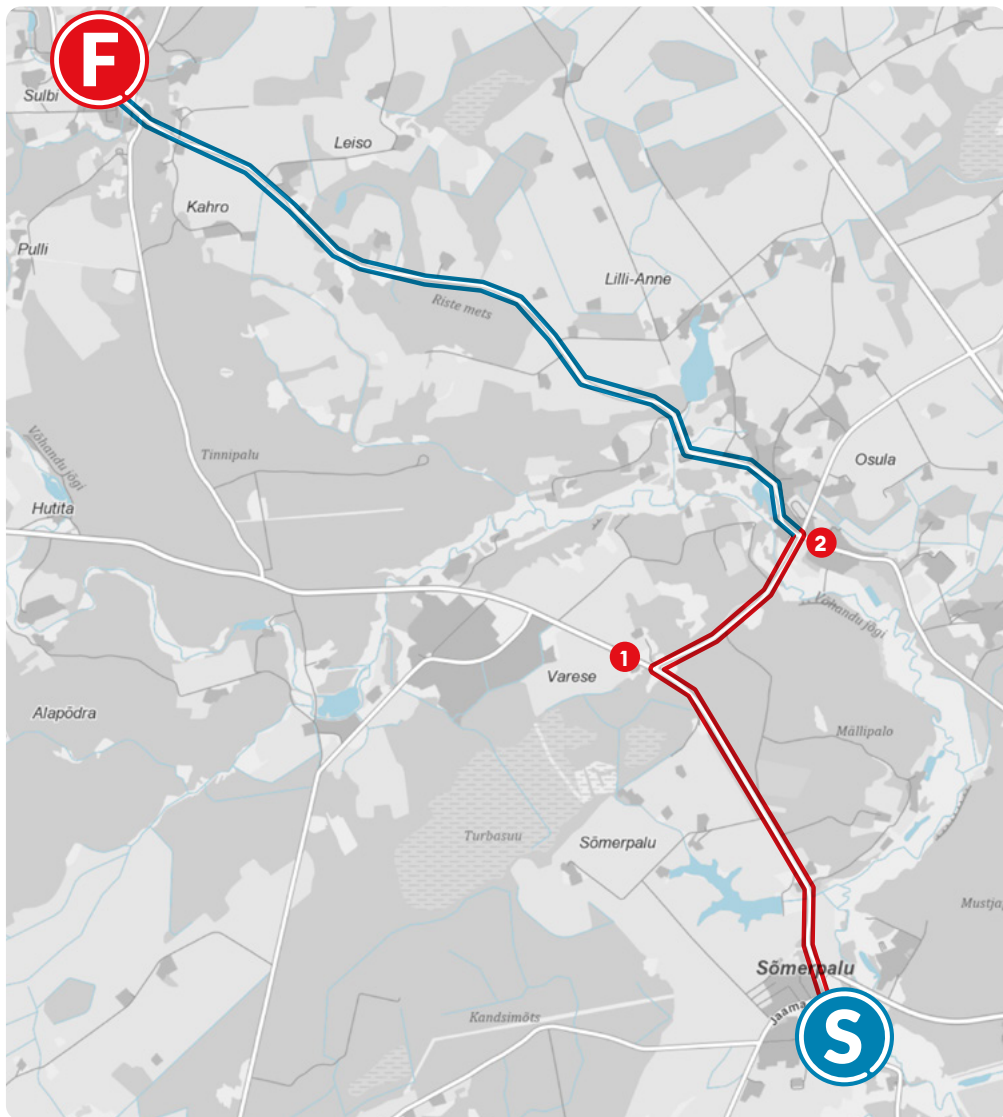 F
Sulbi
Leiso
Kahro
Pulli
Lilli-Anne
Riste mets
Võhandu jõgi
Tinnipalu
Osula
Hutita
2
Võhandu jõgi
1
Varese
Alapõdra
Mällipalo
Turbasuu
Sõmerpalu
Mustja
Sõmerpalu
Jaama
Kandsimõts
S